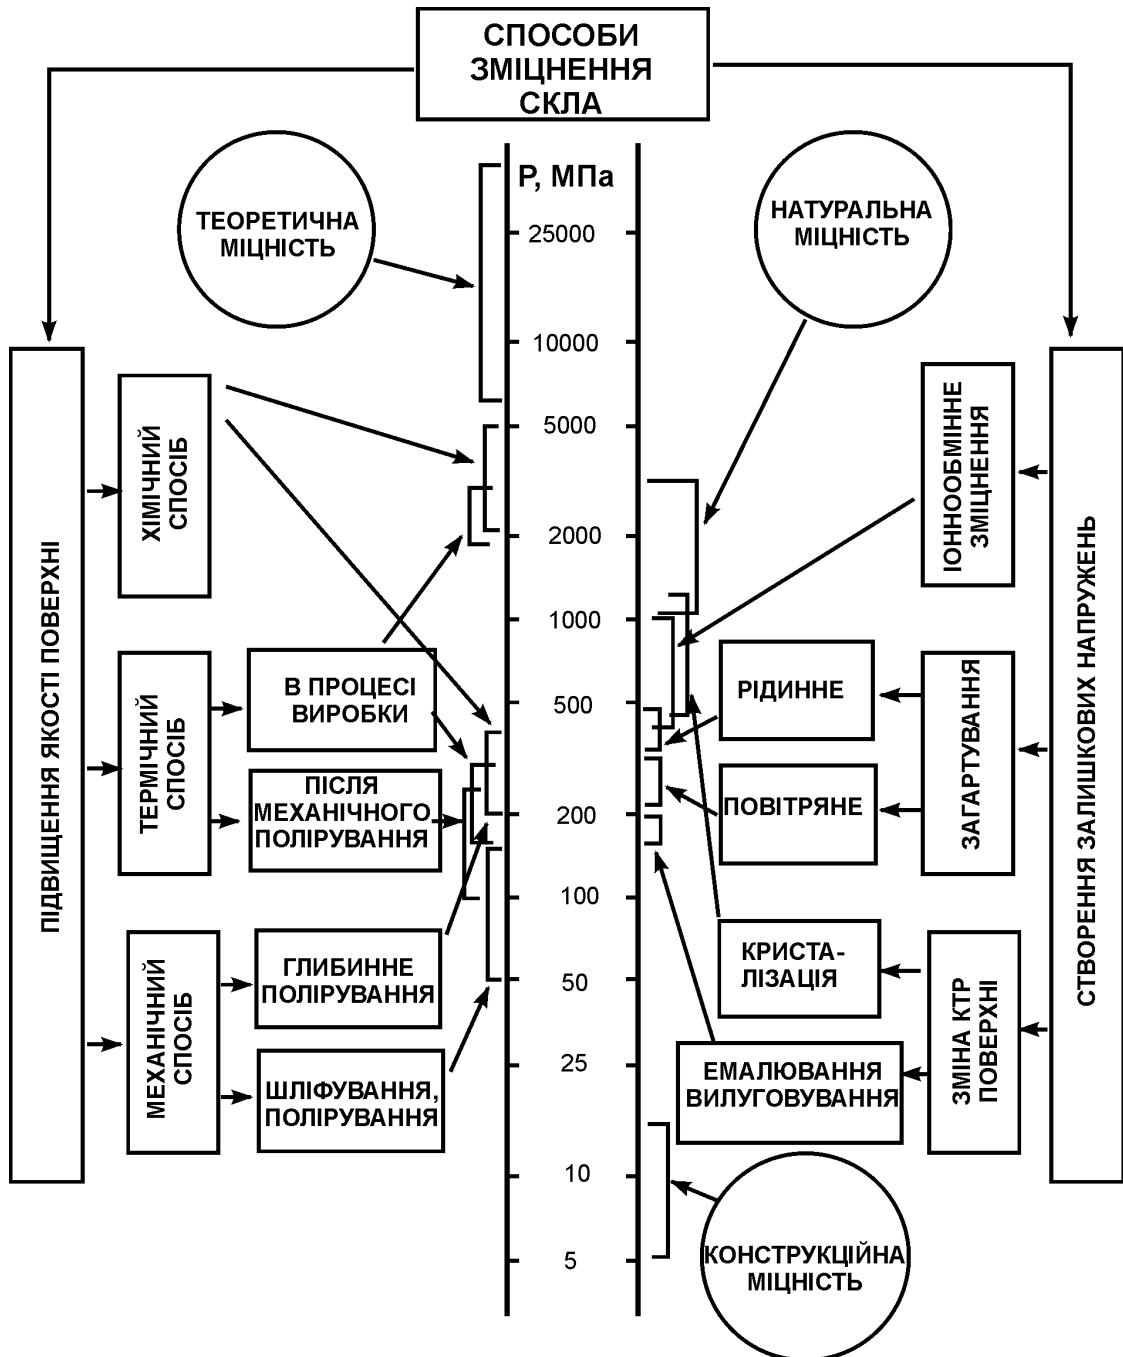 СПОСОБИ
ЗМІЦНЕННЯ
СКЛА
ТЕОРЕТИЧНА
МІЦНІСТЬ
P, МПа
НАТУРАЛЬНА
МІЦНІСТЬ
25000
10000
5000
2000
1000
500
200
100
50
25
10
5
ПІДВИЩЕННЯ ЯКОСТІ ПОВЕРХНІ
ХІМІЧНИЙ
СПОСІБ
ТЕРМІЧНИЙ
СПОСІБ
В ПРОЦЕСІ
ВИРОБКИ
ПІСЛЯ
МЕХАНІЧНОГО
ПОЛІРУВАННЯ
МЕХАНІЧНИЙ
СПОСІБ
ГЛИБИННЕ
ПОЛІРУВАННЯ
ШЛІФУВАННЯ,
ПОЛІРУВАННЯ
ІОННООБМІННЕ
ЗМІЦНЕННЯ
РІДИННЕ
ПОВІТРЯНЕ
ЗАГАРТУВАННЯ
КРИСТА-
ЛІЗАЦІЯ
ЕМАЛЮВАННЯ
ВИЛУГОВУВАННЯ
ЗМІНА КТР
ПОВЕРХНІ
СТВОРЕННЯ ЗАЛИШКОВИХ НАПРУЖЕНЬ
КОНСТРУКЦІЙНА
МІЦНІСТЬ